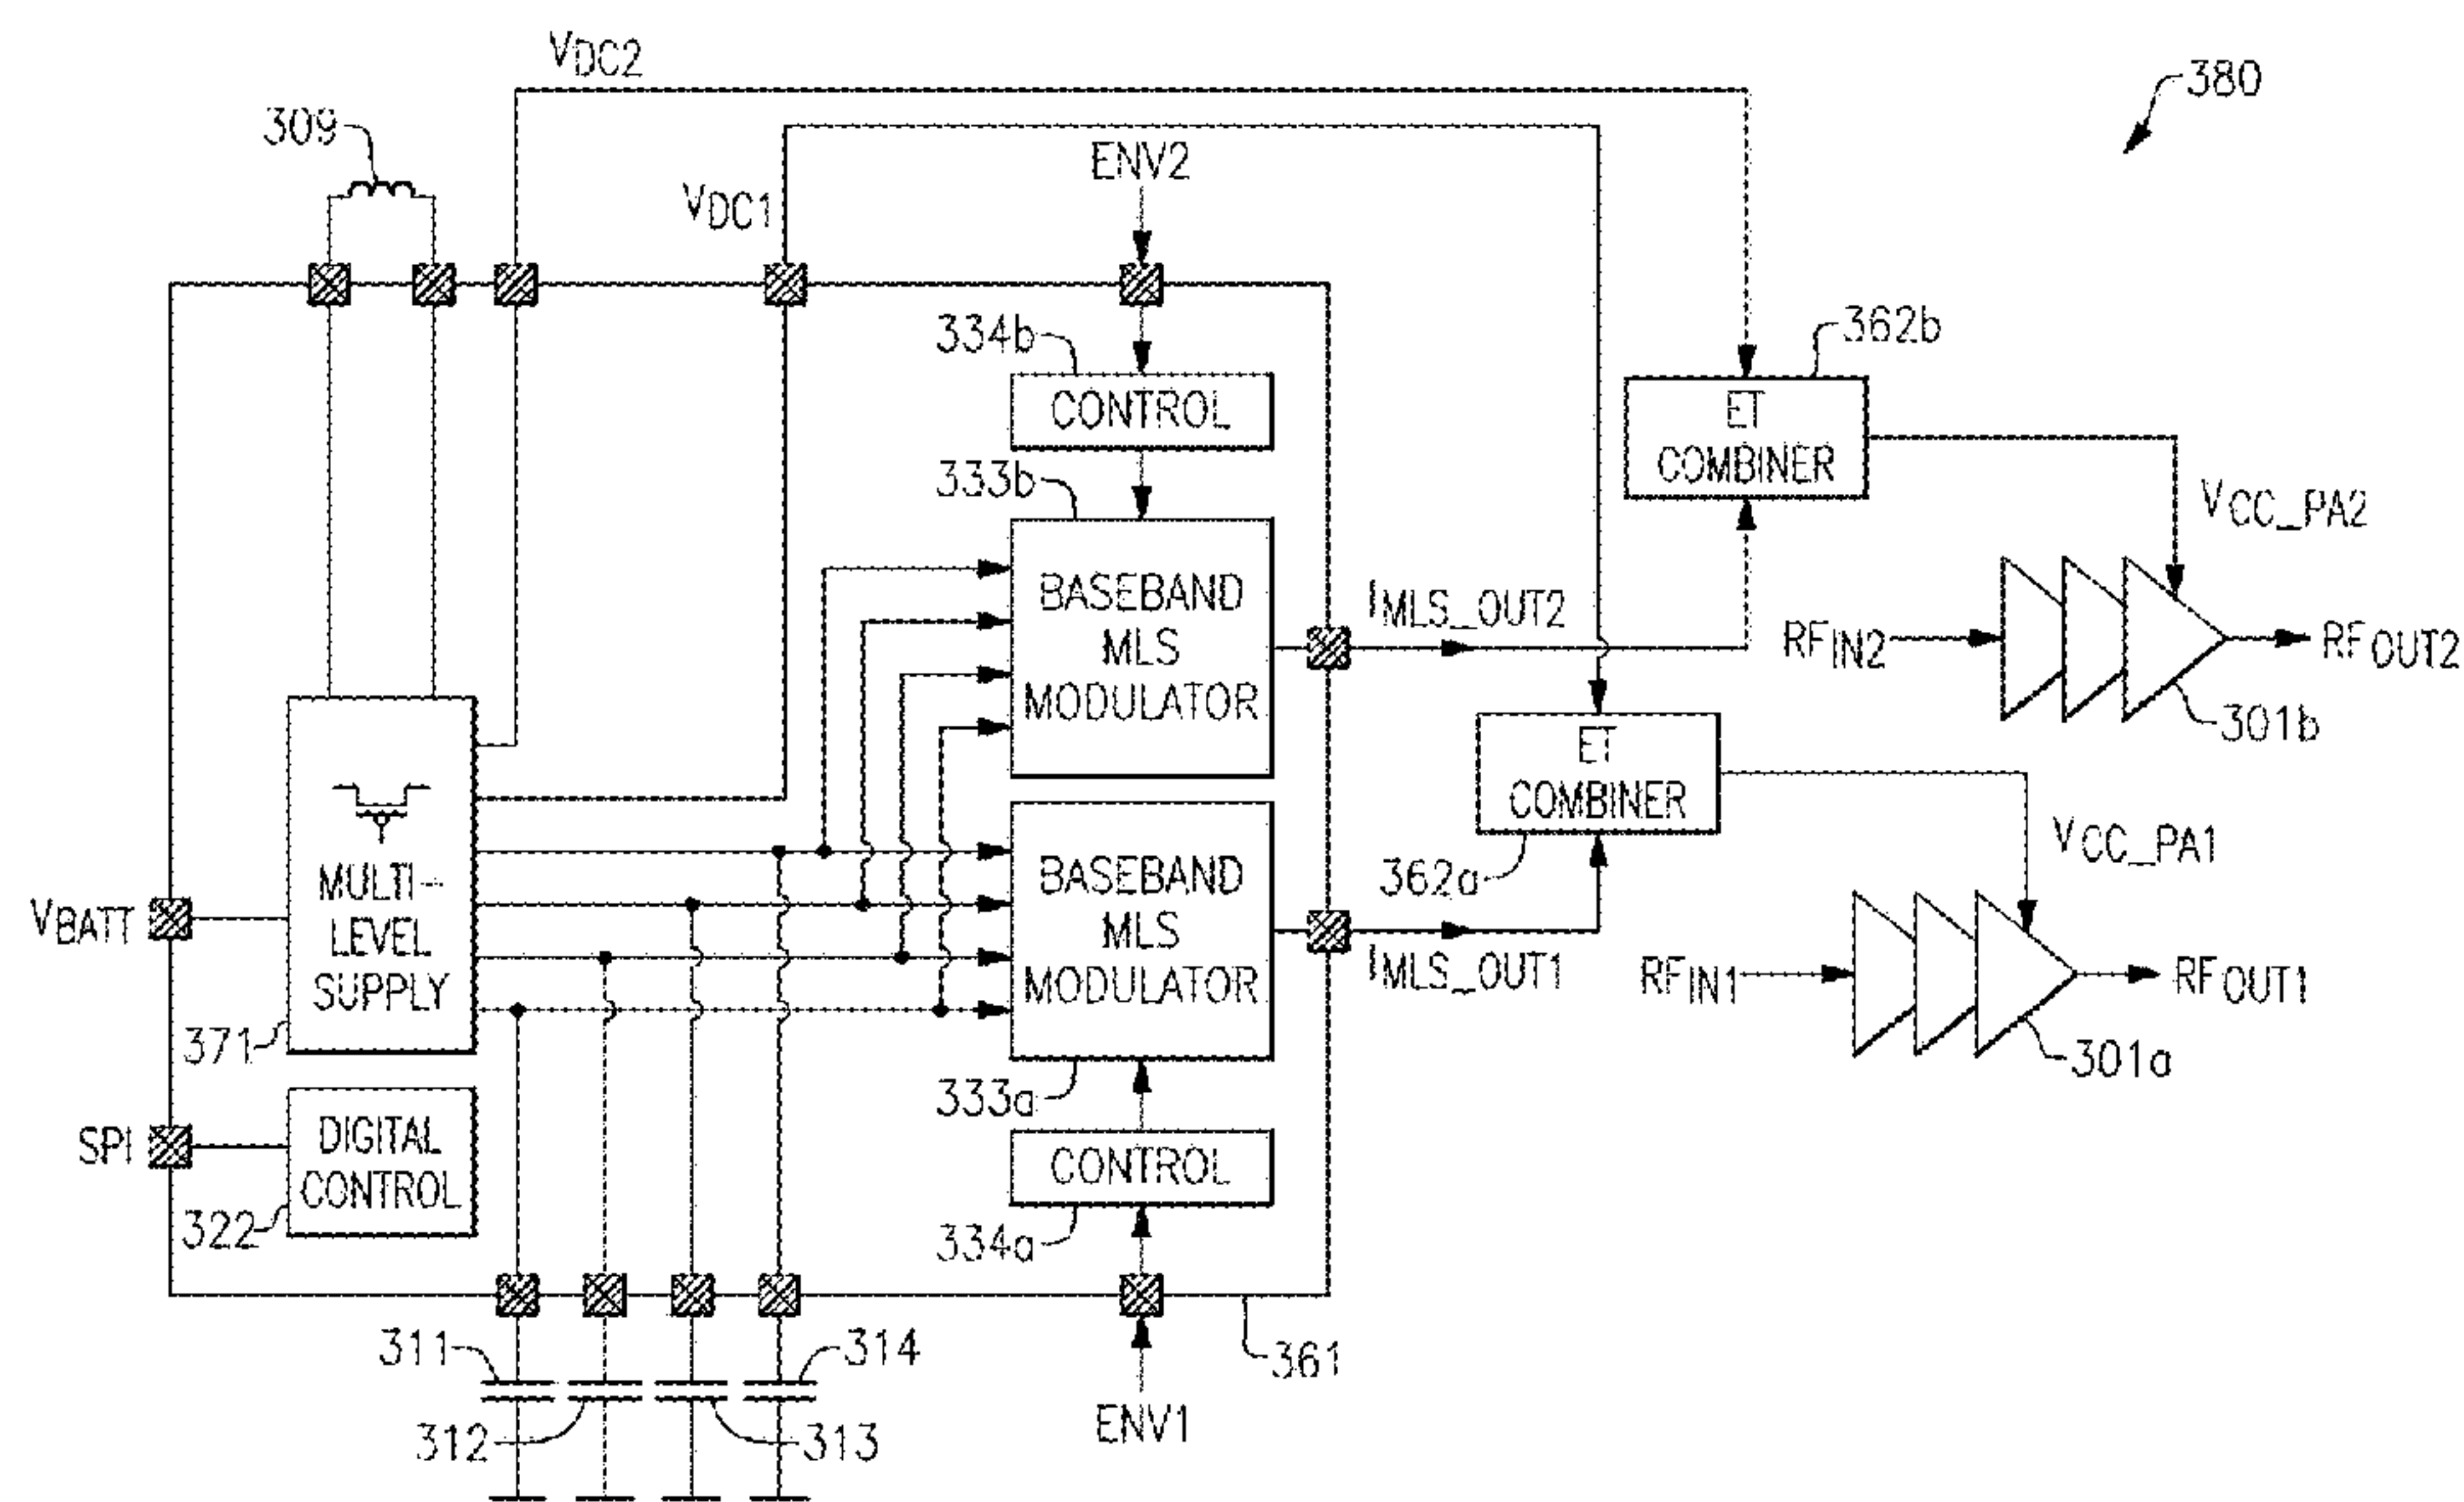 VDC2
380
309
ENV2
VDC1
334b
362b
CONTROL
ET
COMBINER
333b
VCC_PA2
BASEBAND
MLS
MODULATOR
IMLS_OUT2
RFIN2
RFOUT2
301b
ET
COMBINER
362a
VCC_PA1
MULTI-
LEVEL
SUPPLY
VBATT
371
BASEBAND
MLS
MODULATOR
IMLS_OUT1
RFIN1
RFOUT1
301a
333a
SPI
DIGITAL
CONTROL
322
CONTROL
334a
311
314
361
312
313
ENV1